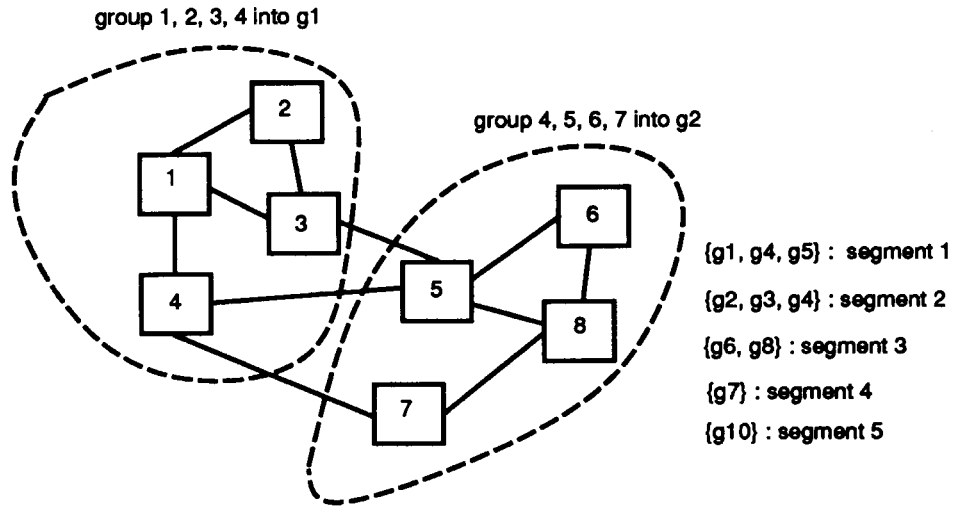 group 1, 2, 3, 4 into g1
2
group 4, 5, 6, 7 into g2
1
6
3
{g1, g4, g5} : segment 1
5
4
{g2, g3, g4} : segment 2
8
{g6, g8} : segment 3
{g7} : segment 4
7
{g10} : segment 5